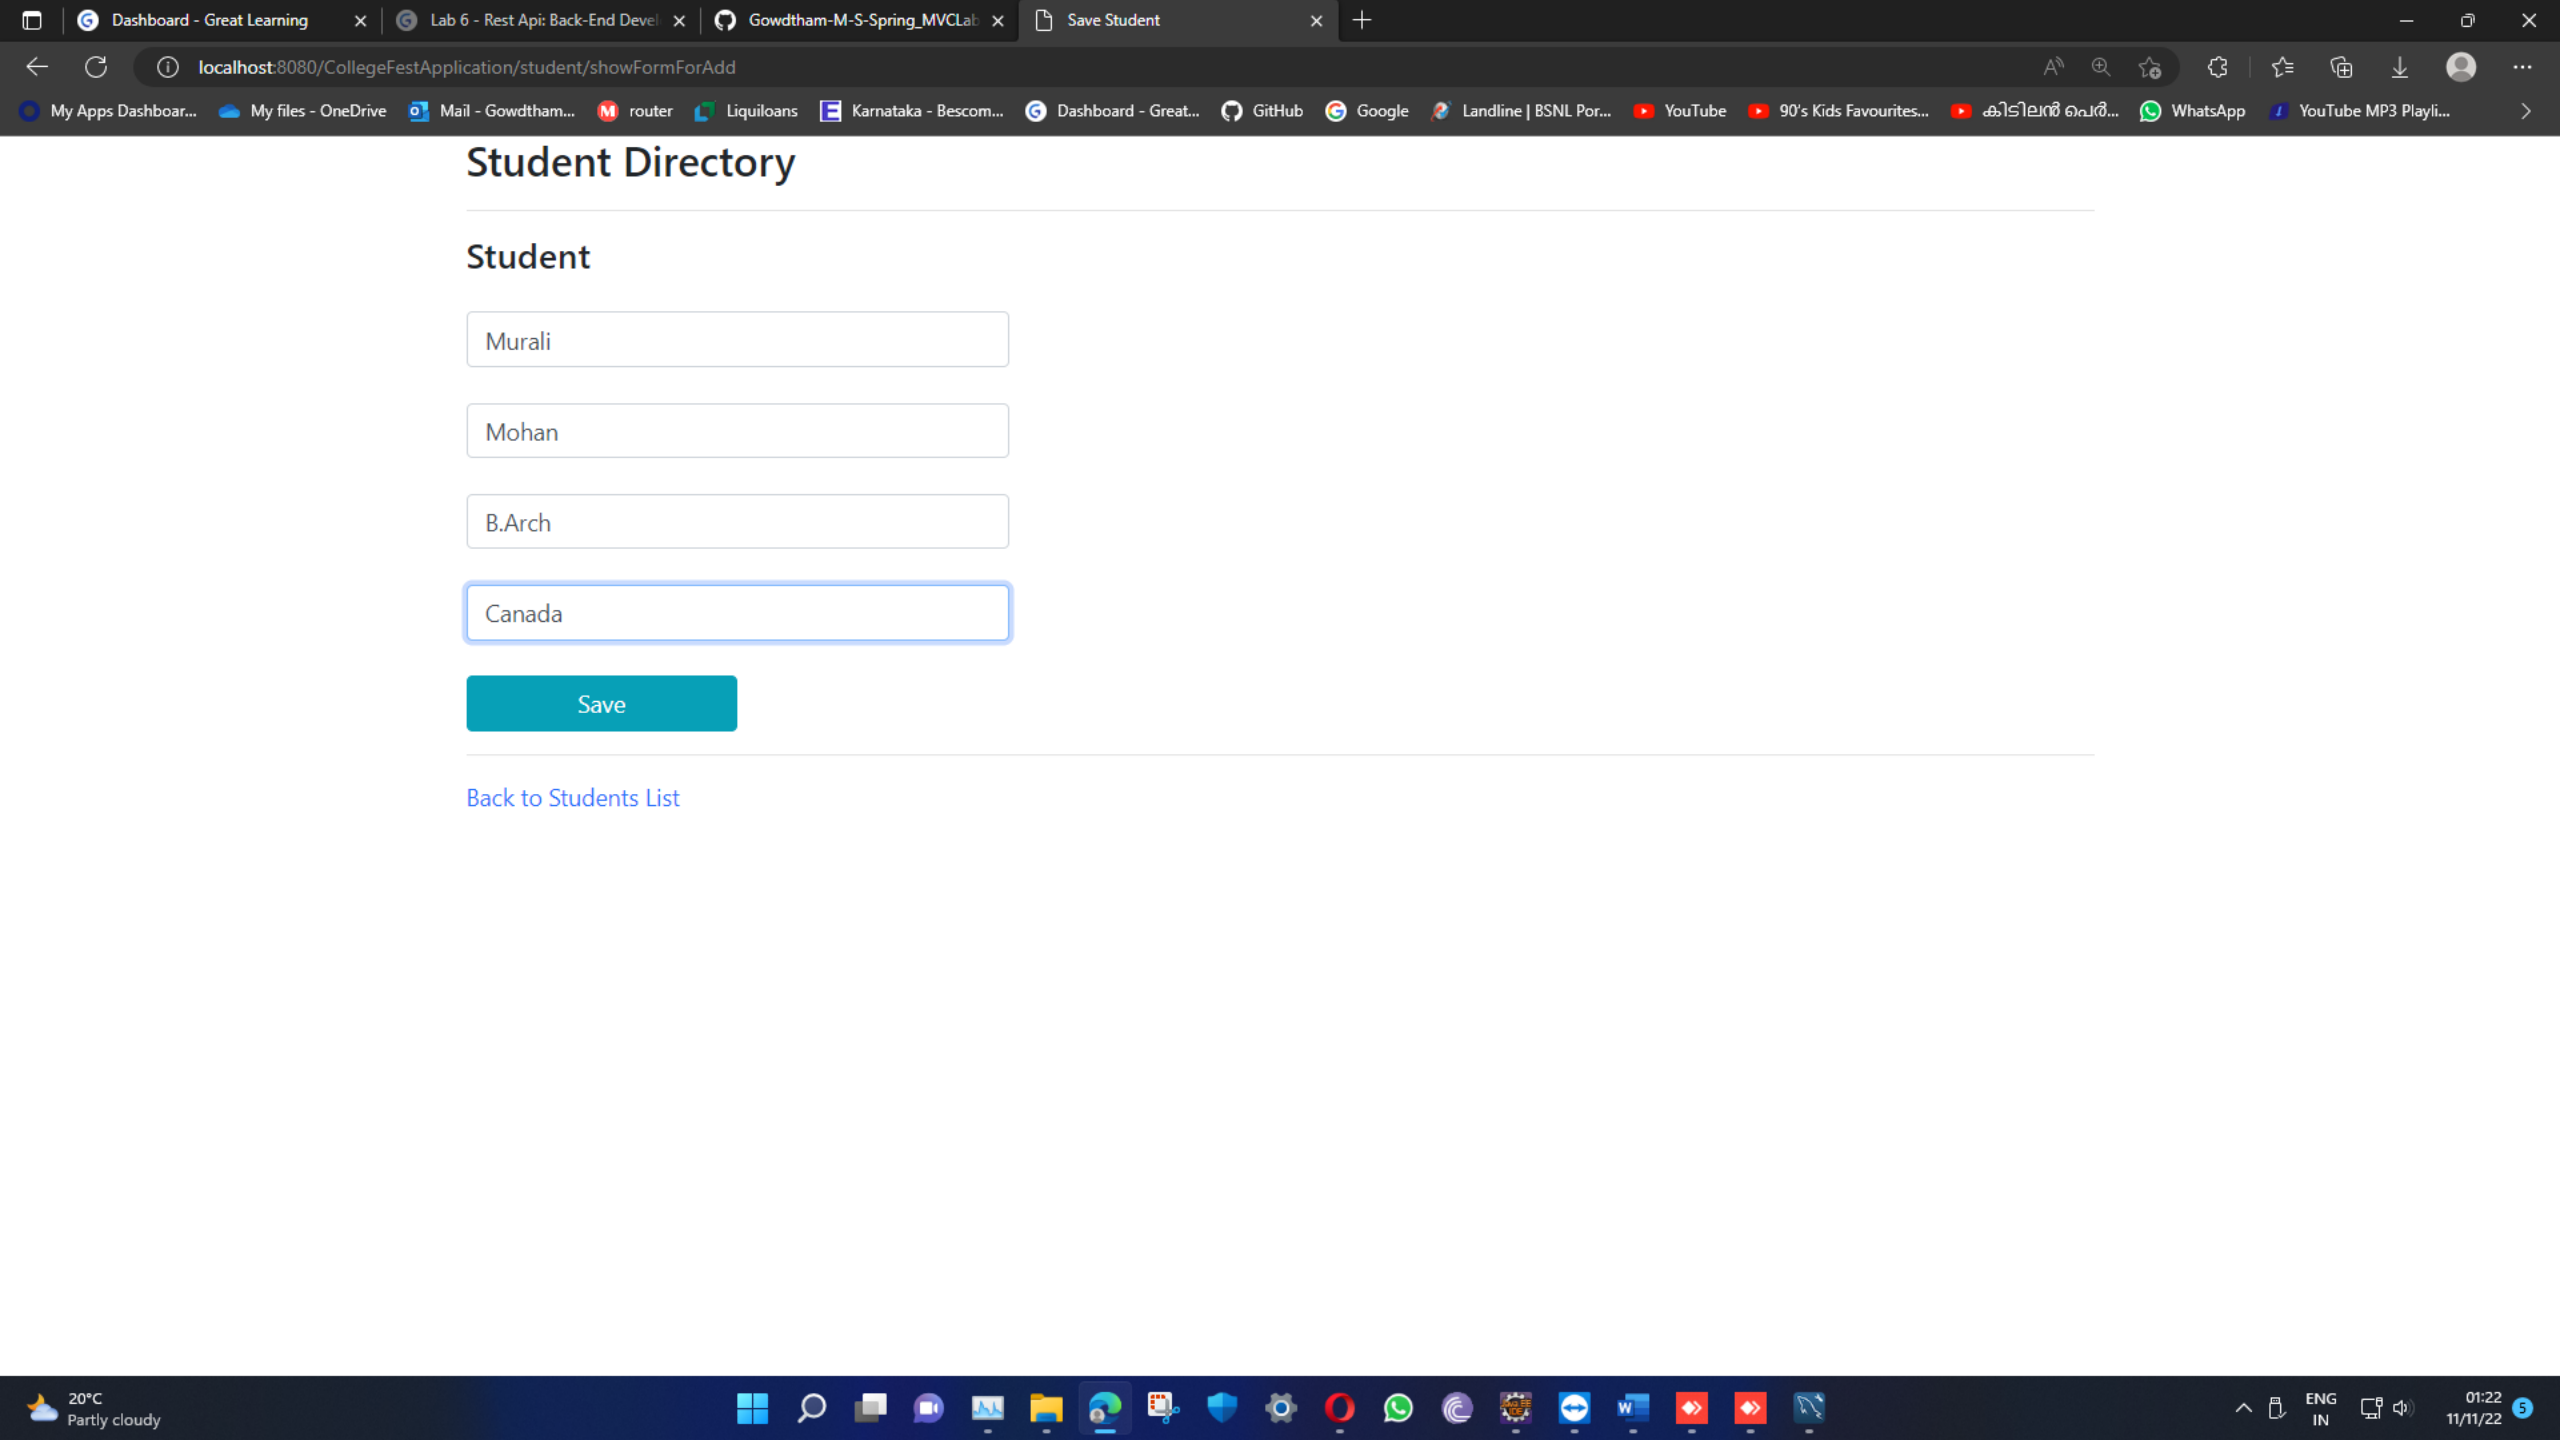 Dashboard - Great Learning
Lab 6 - Rest Api: Back-End Devel
Gowdtham-M-S-Spring_MVCLab
Save Student
localhost:8080/CollegeFestApplication/student/showFormForAdd
My Apps Dashboar...
My files - OneDrive
Mail - Gowdtham...
router
Liquiloans
Karnataka - Bescom...
Dashboard - Great...
GitHub
Google
Landline | BSNL Por...
YouTube
90's Kids Favourites...
കിടിലൻ പെർ...
WhatsApp
YouTube MP3 Playli...
Student Directory
Student
Murali
Mohan
B.Arch
Canada
Save
Back to Students List
20°C
Partly cloudy
ENG
IN
01:22
11/11/22
5